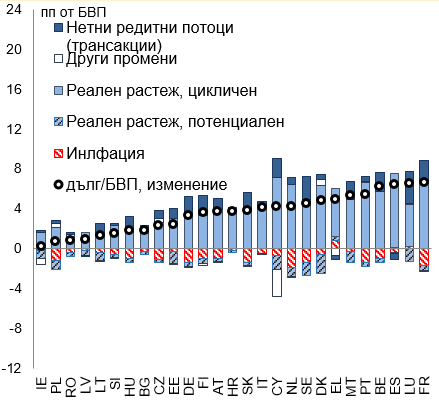 24
20
16
12
8
4
0
-4
-8
-12
пп от БВП
Нетни редитни потоци
(трансакции)
Други промени
Реален растеж, цикличен
Реален растеж, потенциален
Инлфация
дълг/БВП, изменение
IE PL RO LV LT SI HU BG CZ EE DE FI AT HR SK IT CY NL SE DK EL MT PT BE ES LU FR